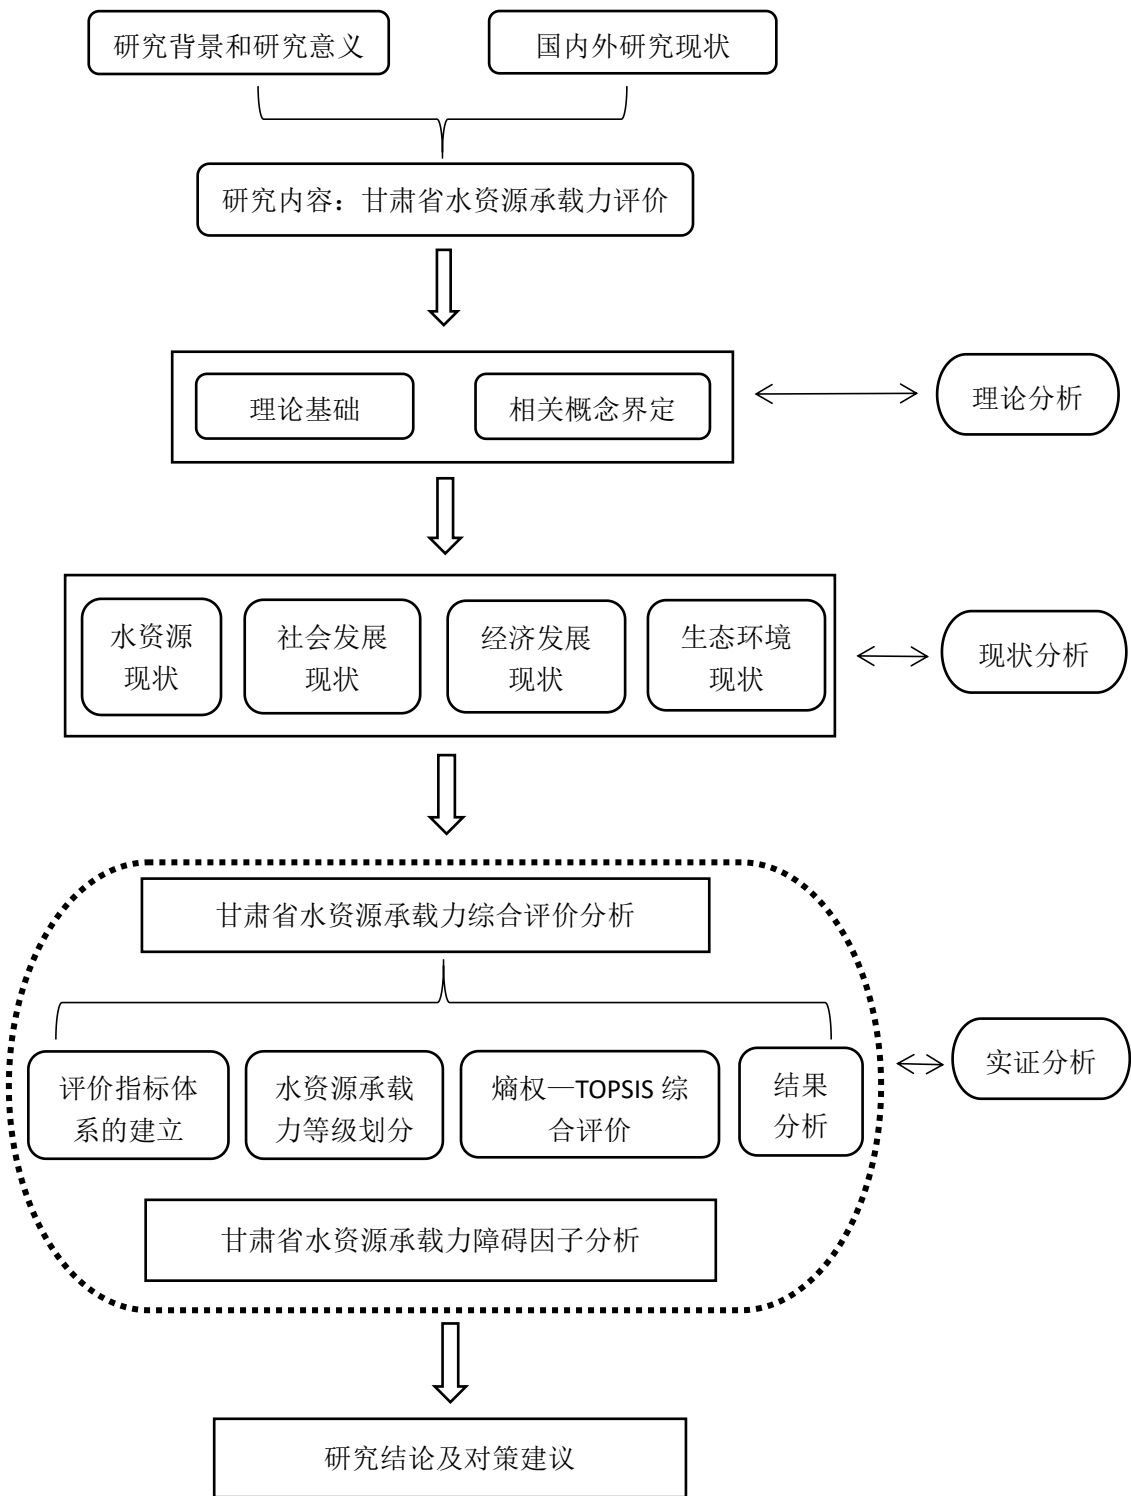 研究背景和研究意义
国内外研究现状
研究内容：甘肃省水资源承载力评价
理论基础
相关概念界定
理论分析
水资源
现状
社会发展
现状
经济发展
现状
生态环境
现状
现状分析
甘肃省水资源承载力综合评价分析
评价指标体
系的建立
水资源承载
力等级划分
熵权—TOPSIS 综
合评价
结果
分析
实证分析
甘肃省水资源承载力障碍因子分析
研究结论及对策建议